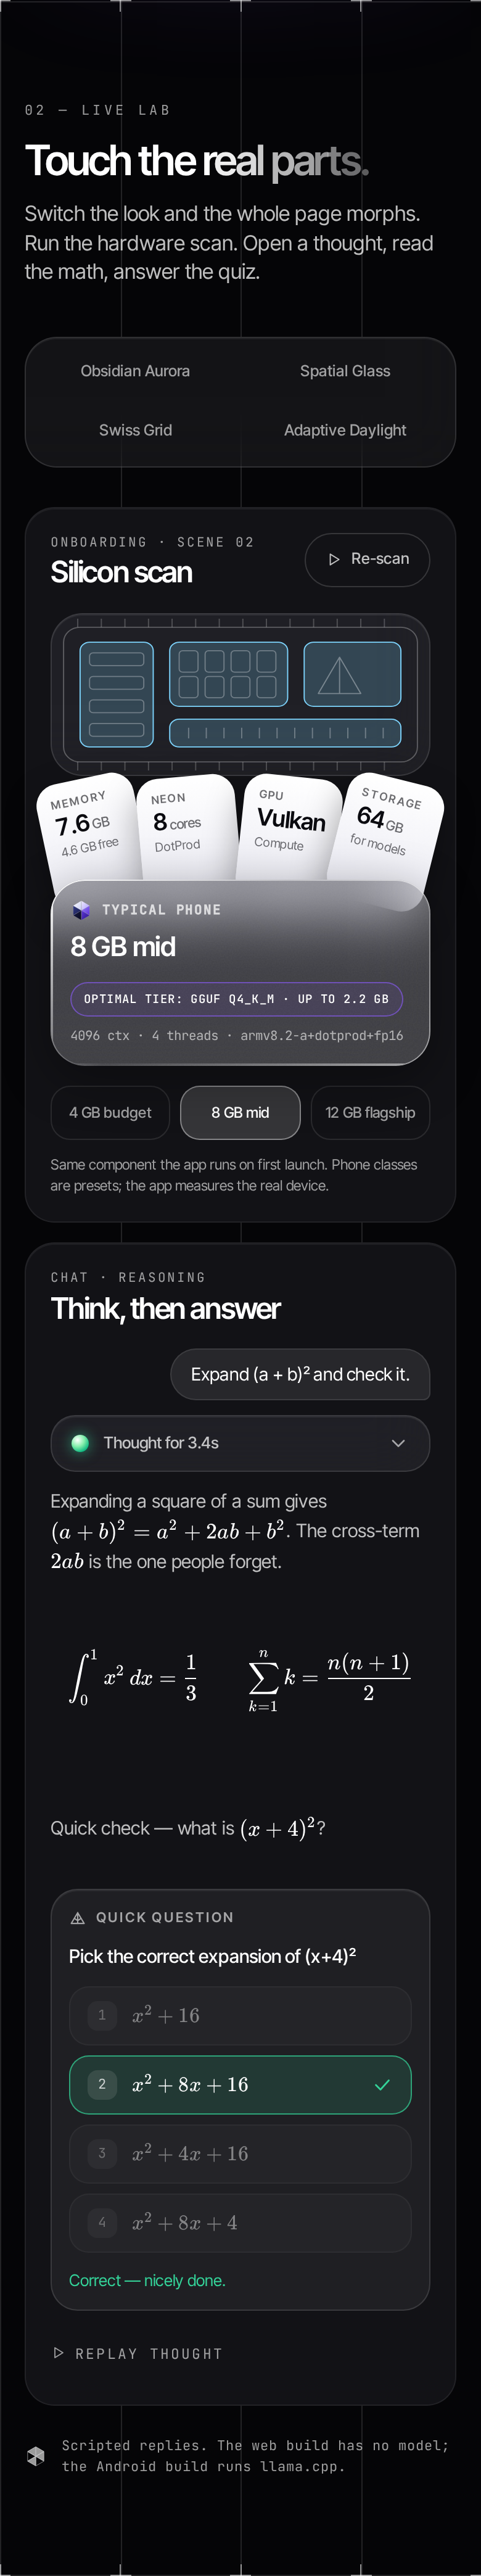 02 — LIVE LAB
Touch the real parts.
Switch the look and the whole page morphs.
Run the hardware scan. Open a thought, read
the math, answer the quiz.
Obsidian Aurora
Spatial Glass
Swiss Grid
Adaptive Daylight
ONBOARDING · SCENE 02
Silicon scan
Re-scan
MEMORY
7.6 GB
4.6 GB free
NEON
8 cores
DotProd
GPU
Vulkan
Compute
STORAGE
64 GB
for models
TYPICAL PHONE
8 GB mid
OPTIMAL TIER: GGUF Q4_K_M · UP TO 2.2 GB
4096 ctx · 4 threads · armv8.2-a+dotprod+fp16
4 GB budget
8 GB mid
12 GB flagship
Same component the app runs on first launch. Phone classes
are presets; the app measures the real device.
CHAT · REASONING
Think, then answer
Expand (a + b)² and check it.
Thought for 3.4s
Expanding a square of a sum gives
(a + b)² = a² + 2ab + b². The cross-term
2ab is the one people forget.
∫₀¹ x² dx = 1/3
∑ₖ₌₁ⁿ k = n(n + 1)/2
Quick check — what is (x + 4)²?
QUICK QUESTION
Pick the correct expansion of (x+4)²
1 x² + 16
2 x² + 8x + 16
3 x² + 4x + 16
4 x² + 8x + 4
Correct — nicely done.
REPLAY THOUGHT
Scripted replies. The web build has no model;
the Android build runs llama.cpp.